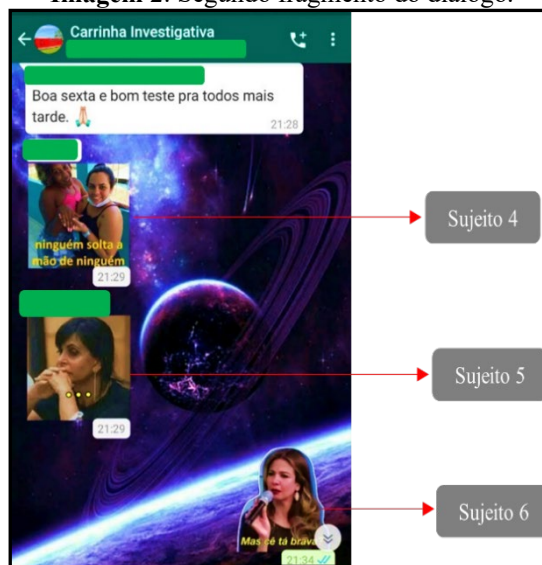 Imagem 2: Segundo fragmento do diálogo.
Carrinha Investigativa
Boa sexta e bom teste pra todos mais
tarde. 🙏🏻
21:28
ninguém solta a
mão de ninguém
21:29
Sujeito 4
...
21:29
Sujeito 5
Mas cê tá brava
21:34
Sujeito 6